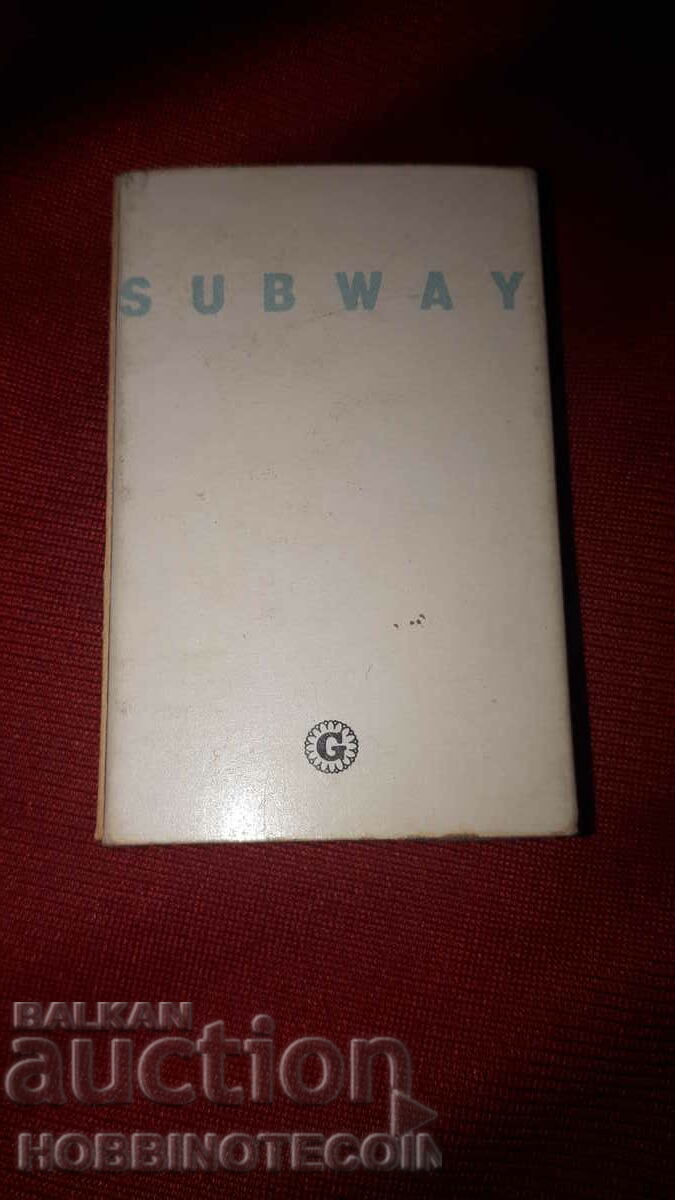 SUBWAY
G
BALKAN
auction
HOBBINOTECOIN